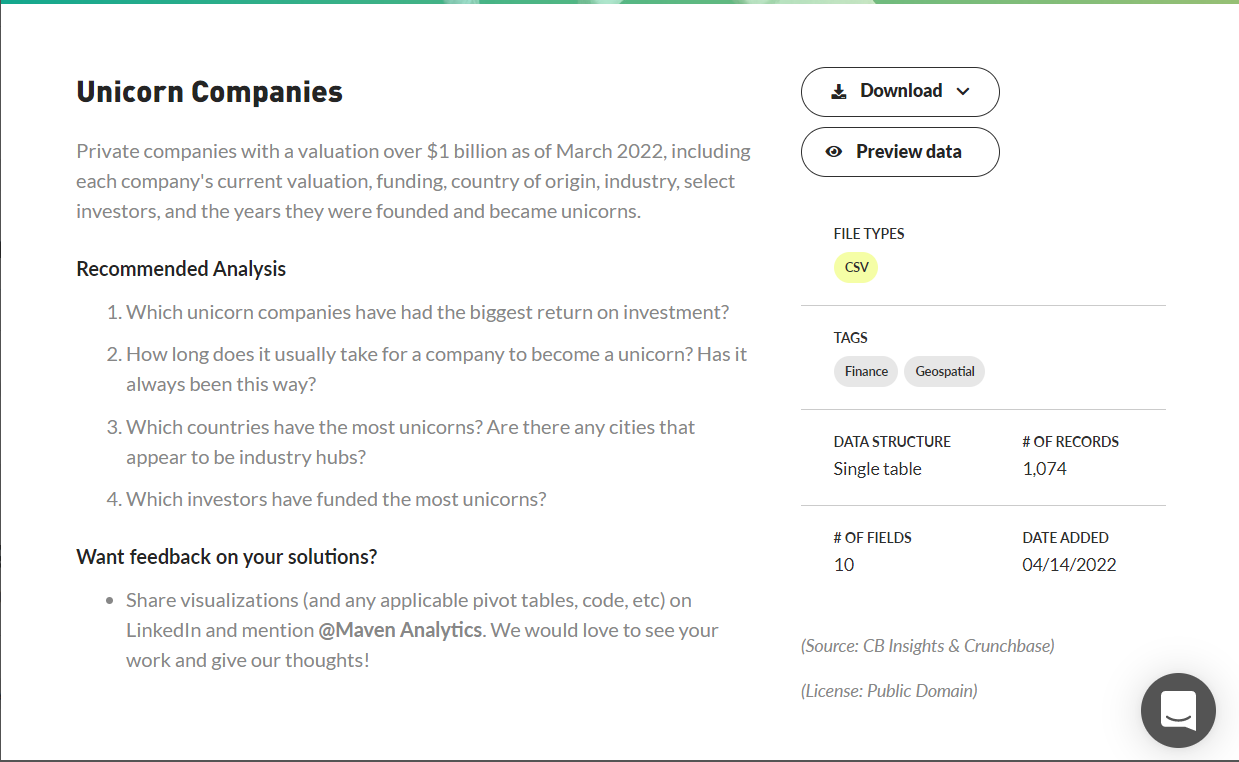 Unicorn Companies
Private companies with a valuation over $1 billion as of March 2022, including
each company's current valuation, funding, country of origin, industry, select
investors, and the years they were founded and became unicorns.
Recommended Analysis
1. Which unicorn companies have had the biggest return on investment?
2. How long does it usually take for a company to become a unicorn? Has it
always been this way?
3. Which countries have the most unicorns? Are there any cities that
appear to be industry hubs?
4. Which investors have funded the most unicorns?
Want feedback on your solutions?
• Share visualizations (and any applicable pivot tables, code, etc) on
LinkedIn and mention @Maven Analytics. We would love to see your
work and give our thoughts!
Download
Preview data
FILE TYPES
CSV
TAGS
Finance Geospatial
DATA STRUCTURE # OF RECORDS
Single table 1,074
# OF FIELDS DATE ADDED
10 04/14/2022
(Source: CB Insights & Crunchbase)
(License: Public Domain)